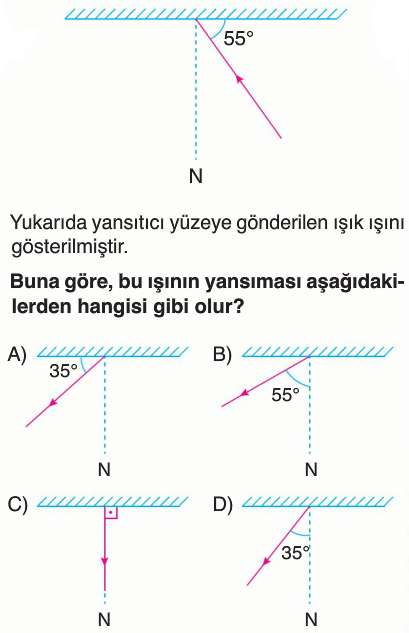 55°
N
Yukarıda yansıtıcı yüzeye gönderilen ışık ışını
gösterilmiştir.
Buna göre, bu ışının yansıması aşağıdaki-
lerden hangisi gibi olur?
A)
35°
N
B)
55°
N
C)
N
D)
35°
N